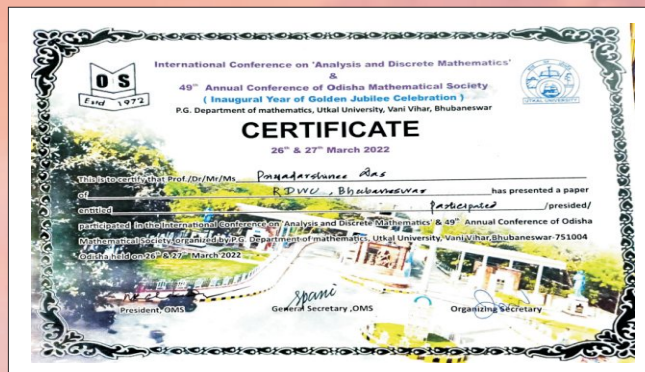 International Conference on 'Analysis and Discrete Mathematics'
&
49th Annual Conference of Odisha Mathematical Society
( Inaugural Year of Golden Jubilee Celebration )
P.G. Department of mathematics, Utkal University, Vani Vihar, Bhubaneswar
O S
Estd 1972
UTKAL UNIVERSITY
CERTIFICATE
26th & 27th March 2022
This is to certify that Prof./Dr/Mr/Ms Priyadarshinee Das
of RDWU, Bhubaneswar has presented a paper
entitled participated /presided/
participated in the International Conference on 'Analysis and Discrete Mathematics' & 49th Annual Conference of Odisha
Mathematical Society, organized by P.G. Department of mathematics, Utkal University, Vani Vihar,Bhubaneswar-751004
Odisha held on 26th & 27th March 2022
President, OMS General Secretary ,OMS Organizing Secretary